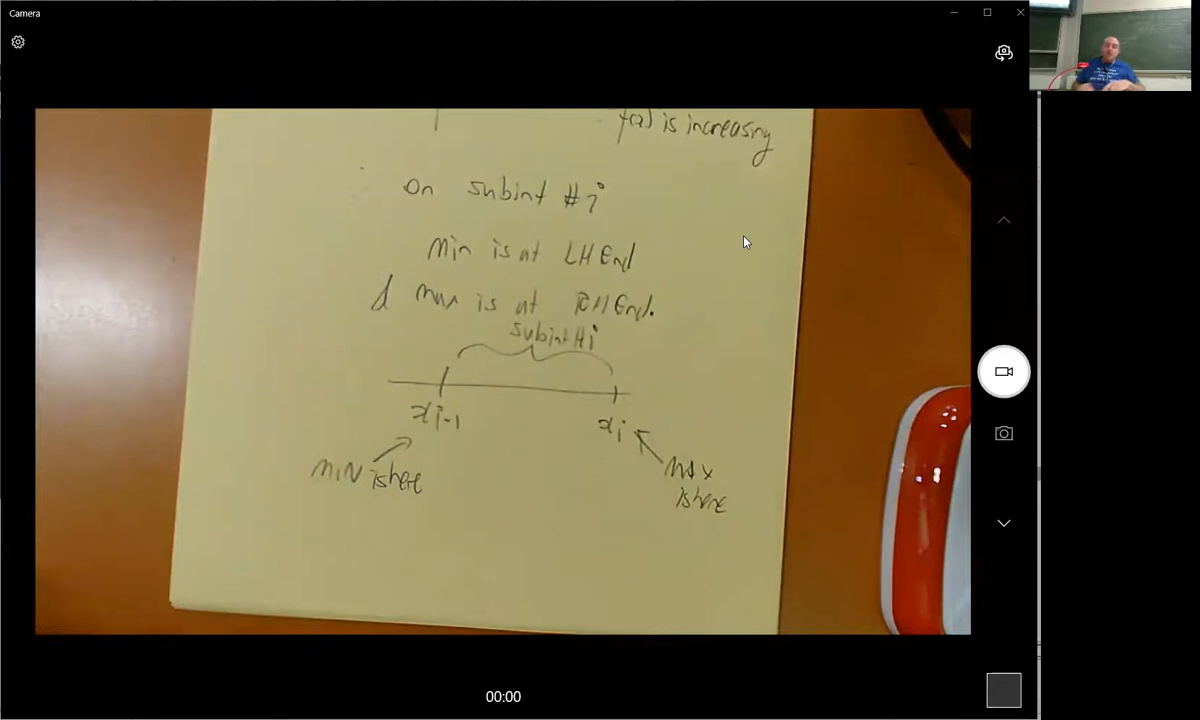 Camera
f(x) is increasing
On subint #i
Min is at LH End
& max is at RH End.
subint #i
xi-1
xi
MIN is here
MAX
is here
00:00